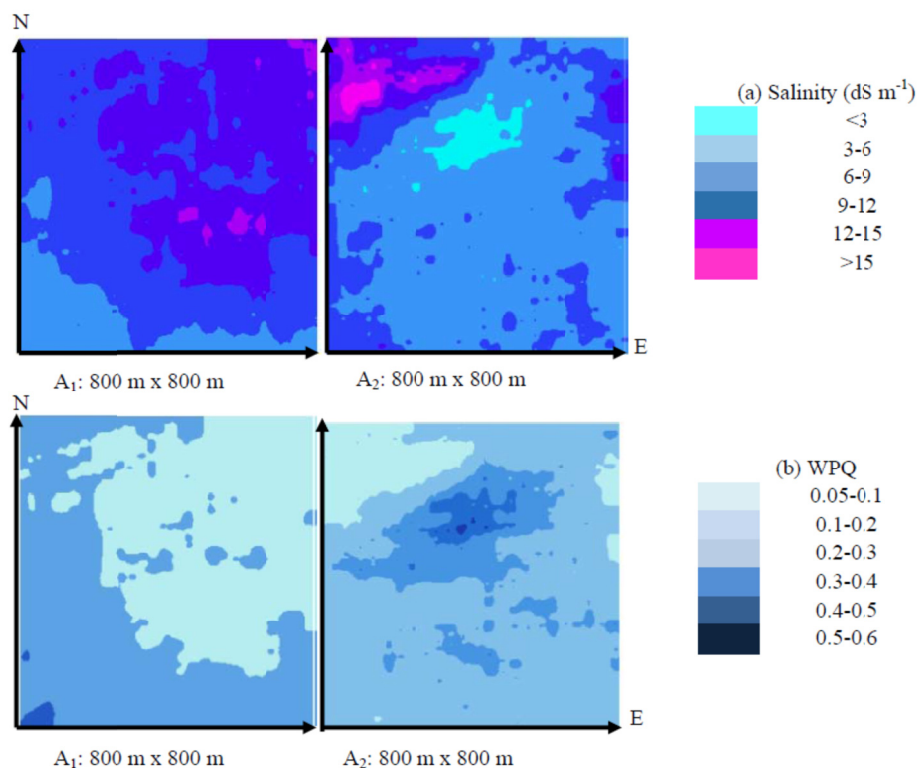 N
(a) Salinity (dS m⁻¹)
<3
3-6
6-9
9-12
12-15
>15
E
A₁: 800 m x 800 m
A₂: 800 m x 800 m
N
(b) WPQ
0.05-0.1
0.1-0.2
0.2-0.3
0.3-0.4
0.4-0.5
0.5-0.6
E
A₁: 800 m x 800 m
A₂: 800 m x 800 m